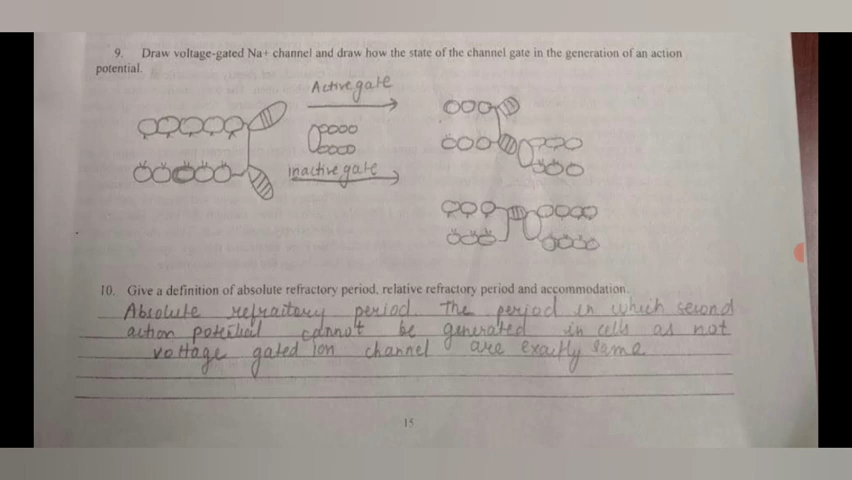 9. Draw voltage-gated Na+ channel and draw how the state of the channel gate in the generation of an action
potential.
Active gate
inactive gate
10. Give a definition of absolute refractory period, relative refractory period and accommodation.
Absolute refractory period. The period in which second
action potential cannot be generated in cells as not
voltage gated ion channel are exactly same
15